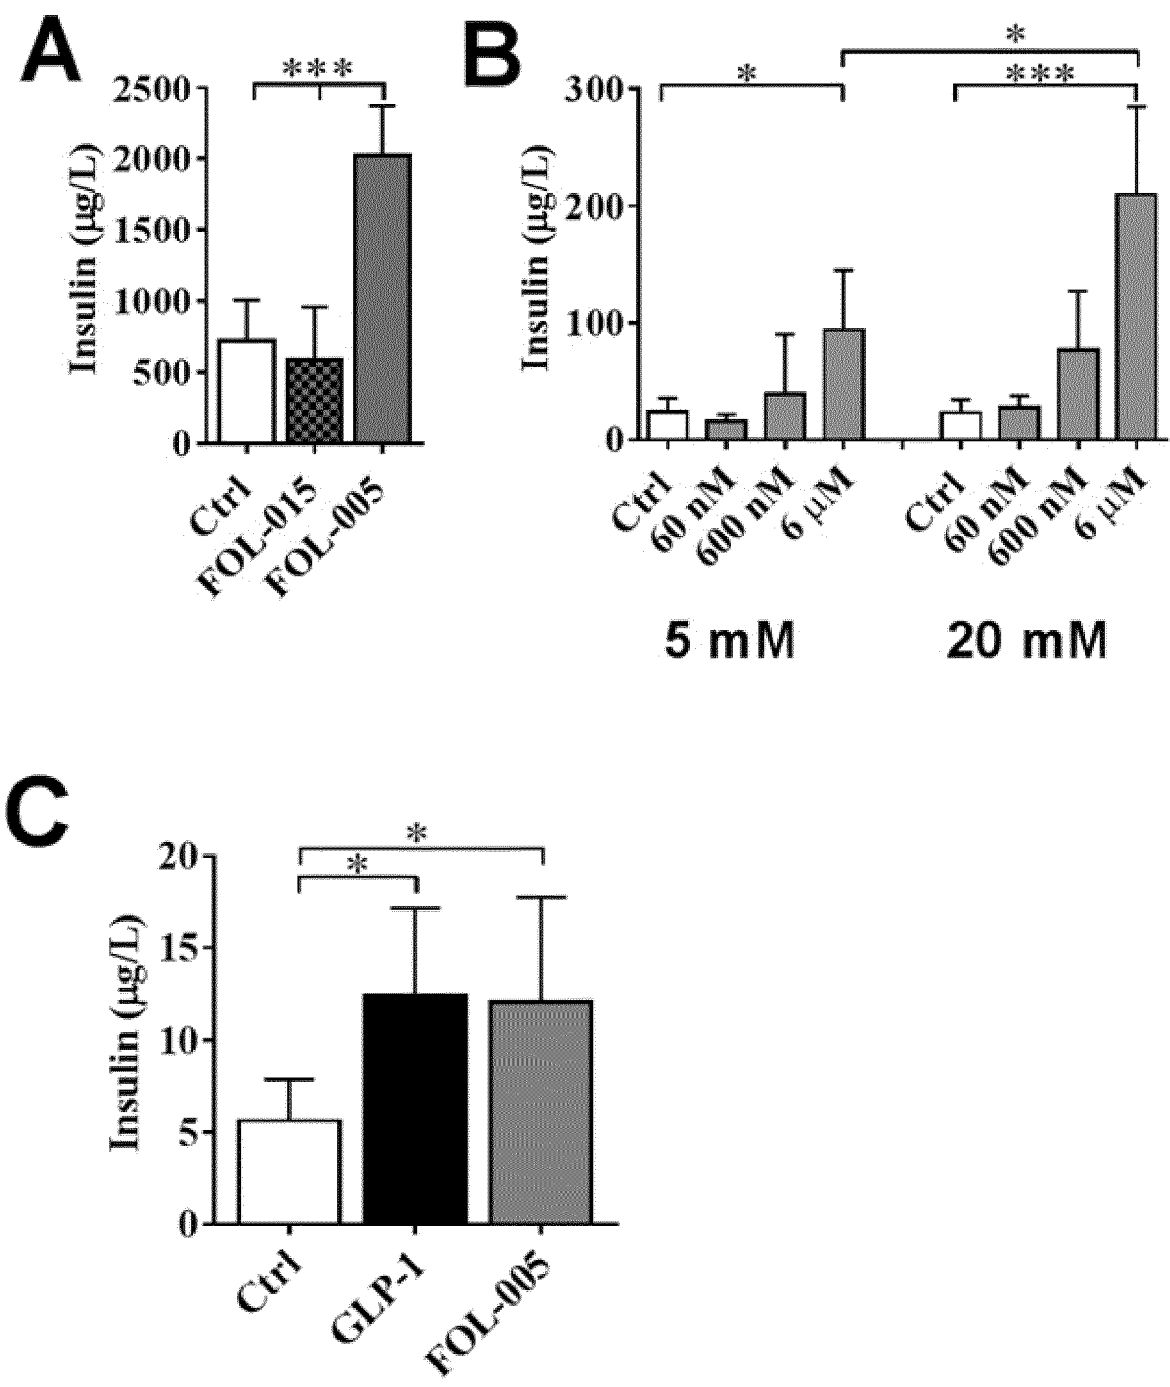 A
***
2500
2000
1500
1000
500
0
Insulin (µg/L)
Ctrl
FOL-015
FOL-005
B
*
*
***
300
200
100
0
Insulin (µg/L)
Ctrl
60 nM
600 nM
6 µM
Ctrl
60 nM
600 nM
6 µM
5 mM
20 mM
C
*
*
20
15
10
5
0
Insulin (µg/L)
Ctrl
GLP-1
FOL-005